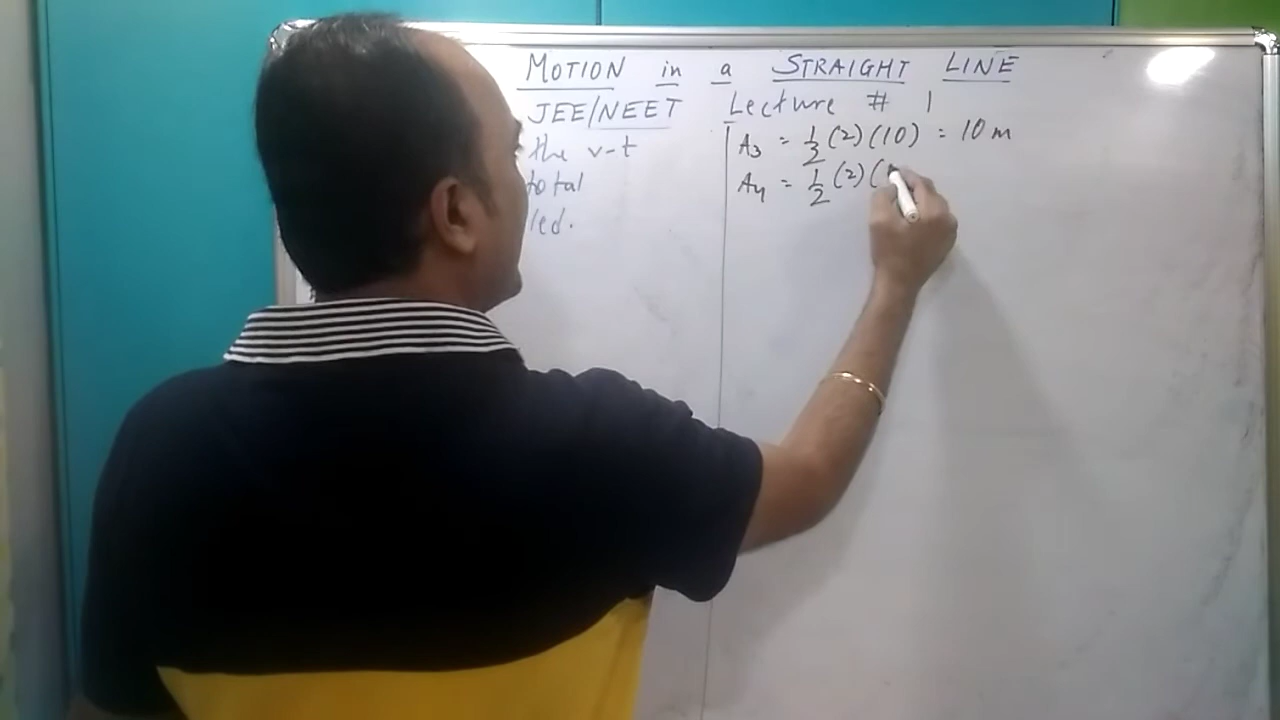 MOTION in a STRAIGHT LINE
JEE/NEET Lecture # 1
the v-t
total
led.
A₃ = 1/2 (2)(10) = 10 m
A₄ = 1/2 (2)(